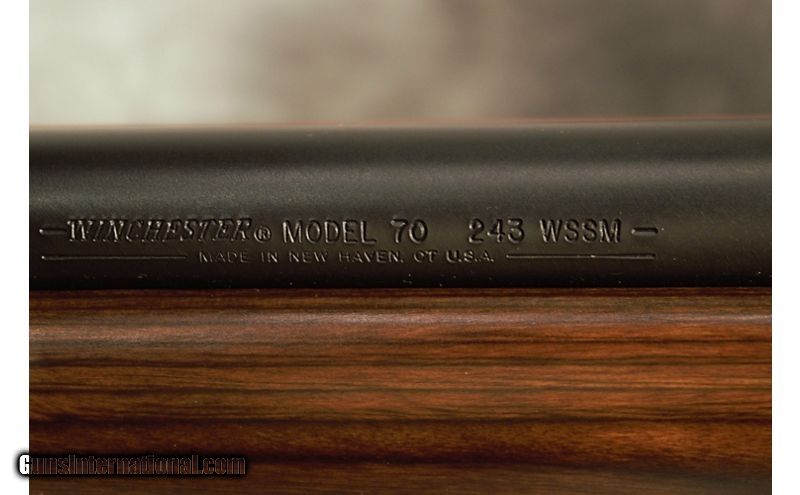 WINCHESTER® MODEL 70 243 WSSM
MADE IN NEW HAVEN. CT U.S.A.
GunsInternational.com